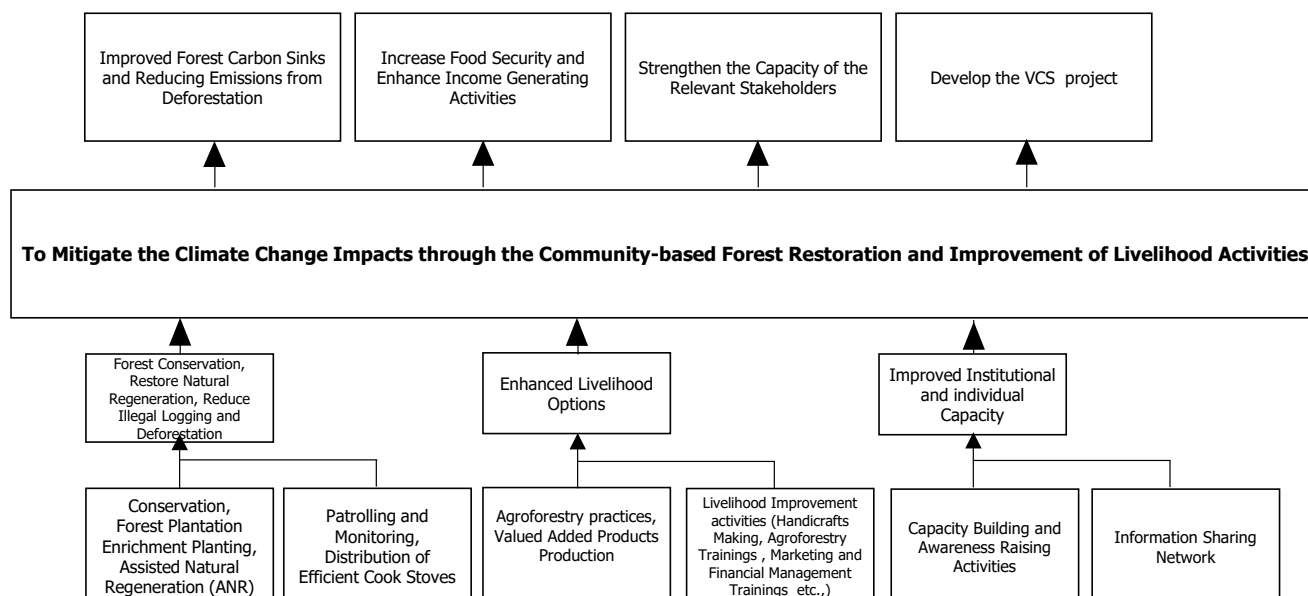 Improved Forest Carbon Sinks
and Reducing Emissions from
Deforestation
Increase Food Security and
Enhance Income Generating
Activities
Strengthen the Capacity of the
Relevant Stakeholders
Develop the VCS project
To Mitigate the Climate Change Impacts through the Community-based Forest Restoration and Improvement of Livelihood Activities
Forest Conservation,
Restore Natural
Regeneration, Reduce
Illegal Logging and
Deforestation
Enhanced Livelihood
Options
Improved Institutional
and individual
Capacity
Conservation,
Forest Plantation
Enrichment Planting,
Assisted Natural
Regeneration (ANR)
Patrolling and
Monitoring,
Distribution of
Efficient Cook Stoves
Agroforestry practices,
Valued Added Products
Production
Livelihood Improvement
activities (Handicrafts
Making, Agroforestry
Trainings , Marketing and
Financial Management
Trainings etc.,)
Capacity Building and
Awareness Raising
Activities
Information Sharing
Network